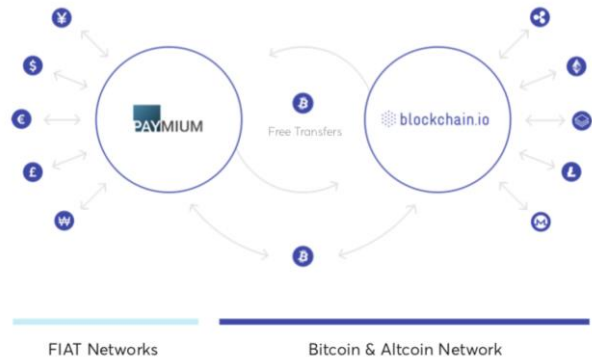 ¥
$
€
£
₩
PAYMIUM
₿
Free Transfers
blockchain.io
Ł
₿
FIAT Networks
Bitcoin & Altcoin Network